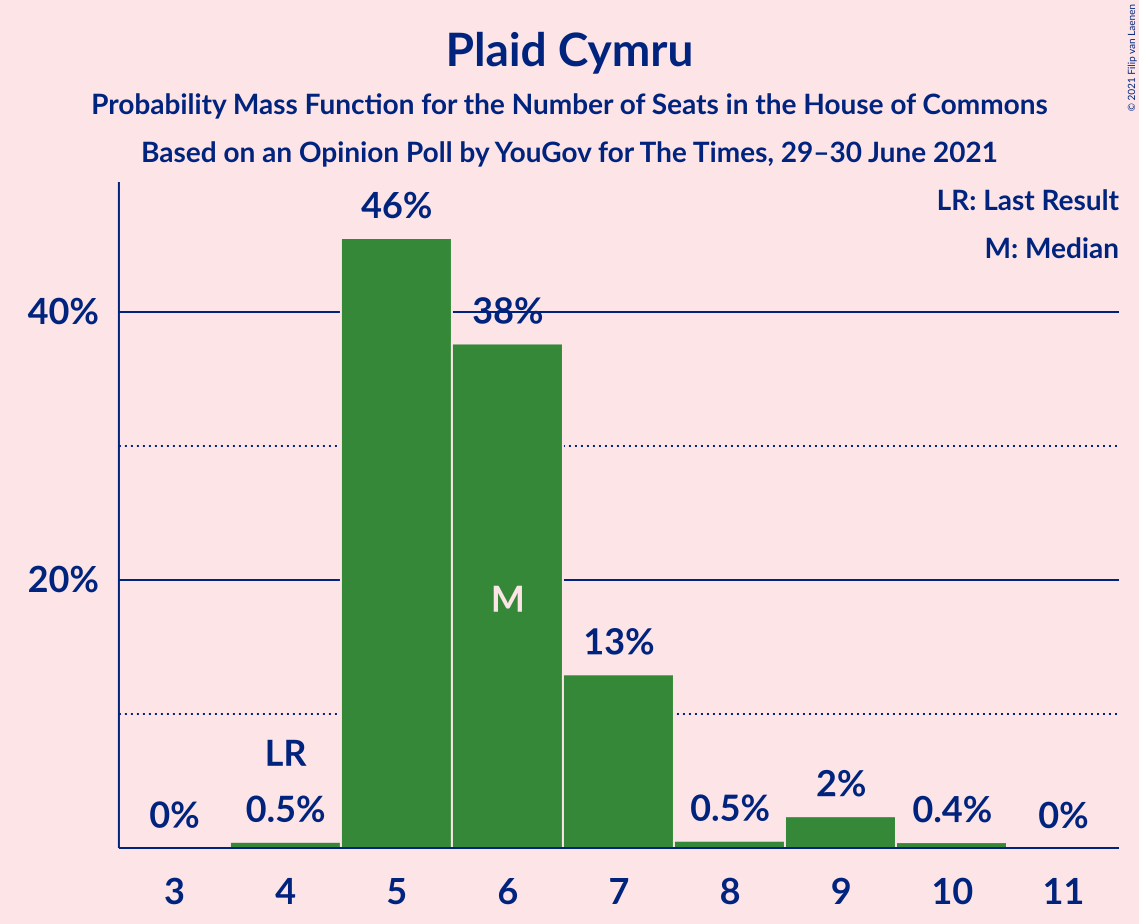 Plaid Cymru
Probability Mass Function for the Number of Seats in the House of Commons
Based on an Opinion Poll by YouGov for The Times, 29–30 June 2021
© 2021 Filip van Laenen
LR: Last Result
M: Median
46%
40%
38%
20%
M
13%
LR
0%
0.5%
0.5%
2%
0.4%
0%
3 4 5 6 7 8 9 10 11